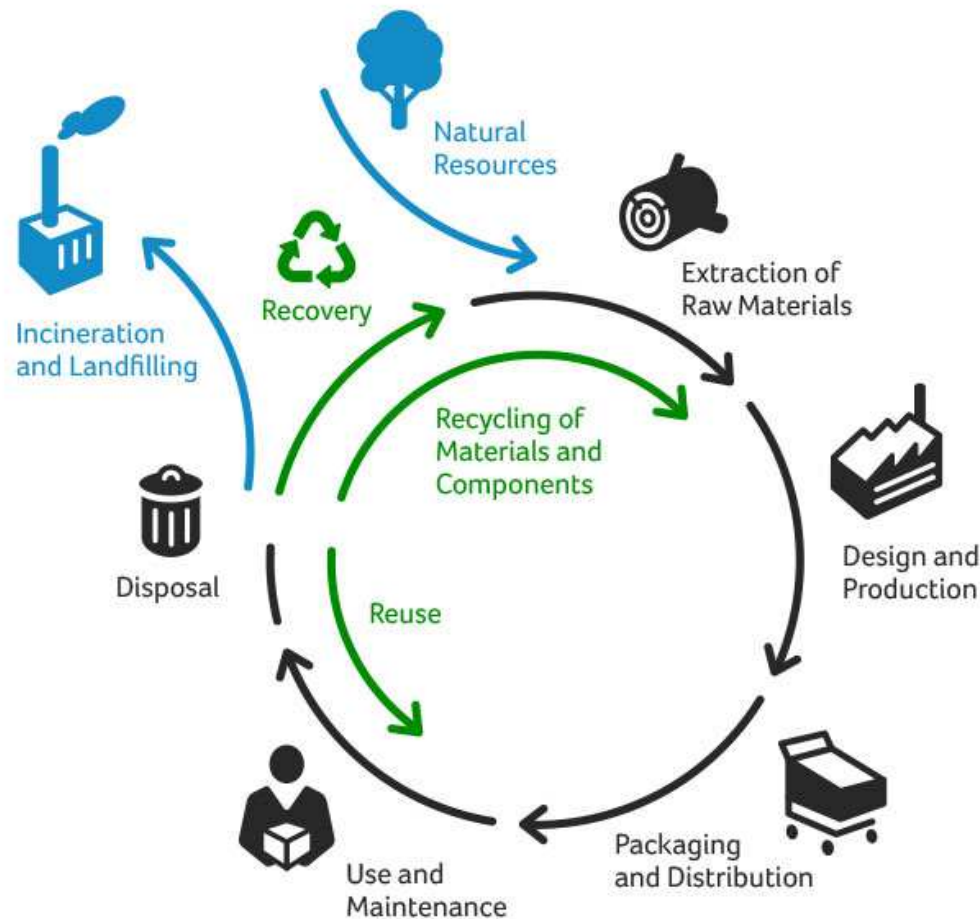 Natural
Resources
Extraction of
Raw Materials
Recovery
Incineration
and Landfilling
Recycling of
Materials and
Components
Design and
Production
Disposal
Reuse
Packaging
and Distribution
Use and
Maintenance